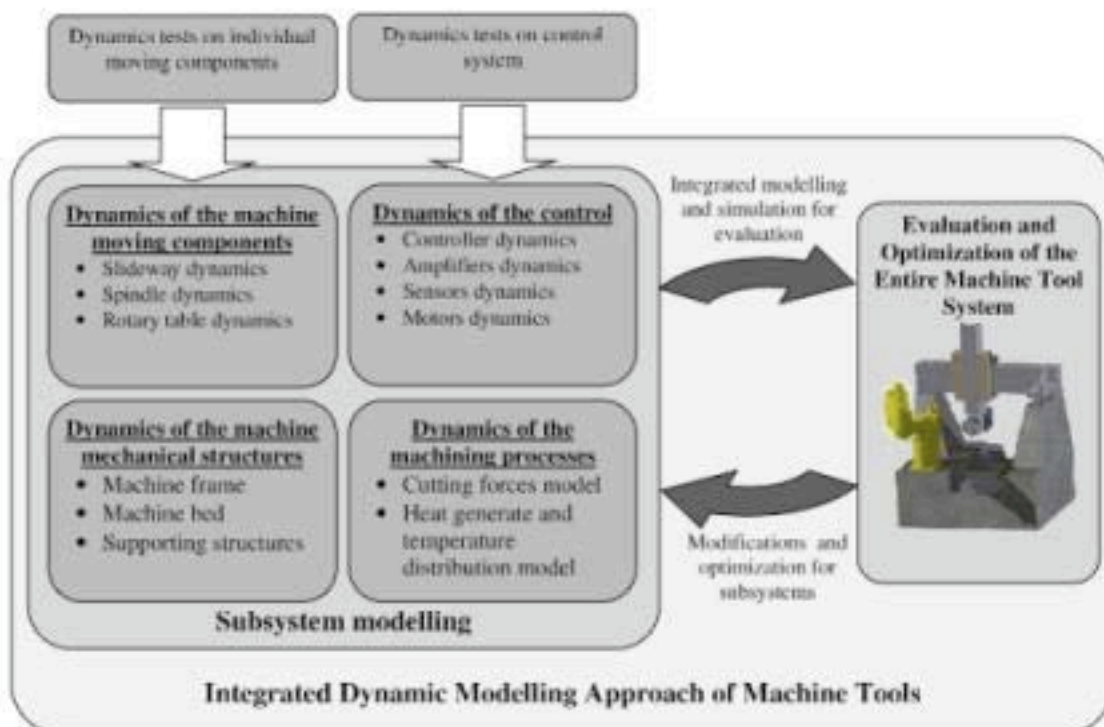 Dynamics tests on individual
moving components
Dynamics tests on control
system
Dynamics of the machine
moving components
• Slideway dynamics
• Spindle dynamics
• Rotary table dynamics
Dynamics of the control
• Controller dynamics
• Amplifiers dynamics
• Sensors dynamics
• Motors dynamics
Dynamics of the machine
mechanical structures
• Machine frame
• Machine bed
• Supporting structures
Dynamics of the
machining processes
• Cutting forces model
• Heat generate and
temperature
distribution model
Subsystem modelling
Integrated modelling
and simulation for
evaluation
Modifications and
optimization for
subsystems
Evaluation and
Optimization of the
Entire Machine Tool
System
Integrated Dynamic Modelling Approach of Machine Tools